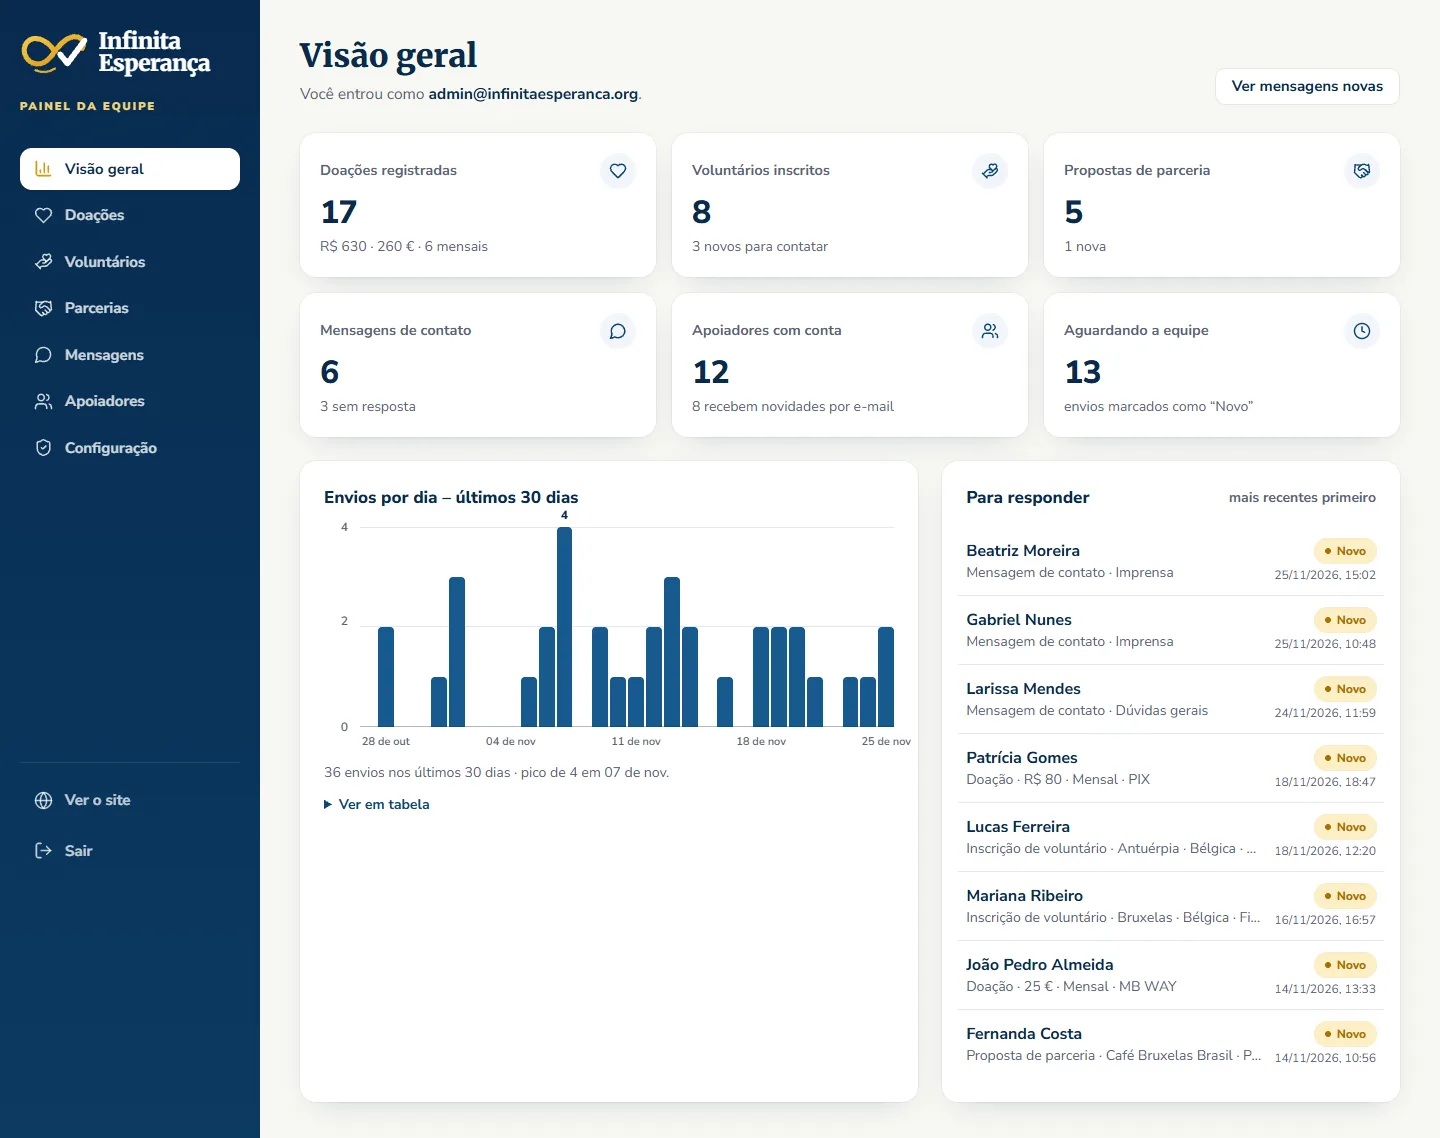 Infinita
Esperança
PAINEL DA EQUIPE
Visão geral
Doações
Voluntários
Parcerias
Mensagens
Apoiadores
Configuração
Ver o site
Sair
Visão geral
Você entrou como admin@infinitaesperanca.org.
Ver mensagens novas
Doações registradas
17
R$ 630 · 260 € · 6 mensais
Voluntários inscritos
8
3 novos para contatar
Propostas de parceria
5
1 nova
Mensagens de contato
6
3 sem resposta
Apoiadores com conta
12
8 recebem novidades por e-mail
Aguardando a equipe
13
envios marcados como “Novo”
Envios por dia – últimos 30 dias
4
4
2
0
28 de out
04 de nov
11 de nov
18 de nov
25 de nov
36 envios nos últimos 30 dias · pico de 4 em 07 de nov.
Ver em tabela
Para responder
mais recentes primeiro
Beatriz Moreira
Novo
Mensagem de contato · Imprensa
25/11/2026, 15:02
Gabriel Nunes
Novo
Mensagem de contato · Imprensa
25/11/2026, 10:48
Larissa Mendes
Novo
Mensagem de contato · Dúvidas gerais
24/11/2026, 11:59
Patrícia Gomes
Novo
Doação · R$ 80 · Mensal · PIX
18/11/2026, 18:47
Lucas Ferreira
Novo
Inscrição de voluntário · Antuérpia · Bélgica · ...
18/11/2026, 12:20
Mariana Ribeiro
Novo
Inscrição de voluntário · Bruxelas · Bélgica · Fi...
16/11/2026, 16:57
João Pedro Almeida
Novo
Doação · 25 € · Mensal · MB WAY
14/11/2026, 13:33
Fernanda Costa
Novo
Proposta de parceria · Café Bruxelas Brasil · P...
14/11/2026, 10:56